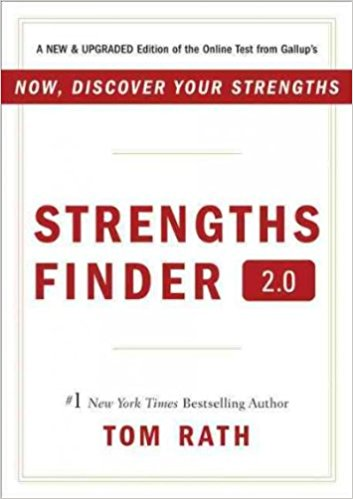 A NEW & UPGRADED Edition of the Online Test from Gallup's
NOW, DISCOVER YOUR STRENGTHS
STRENGTHS
FINDER 2.0
#1 New York Times Bestselling Author
TOM RATH